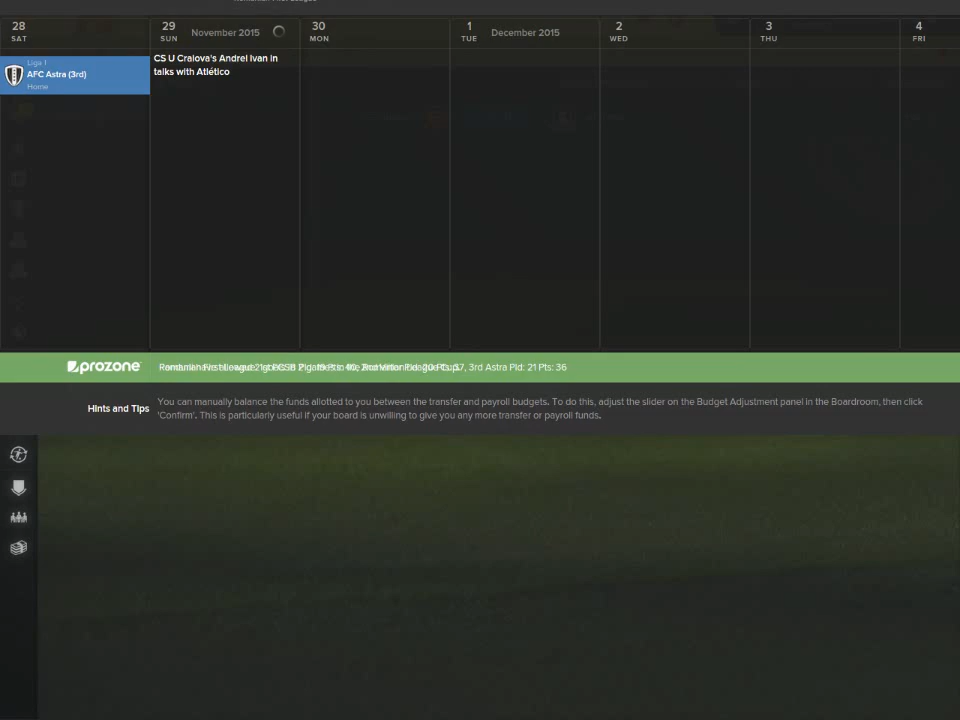 28
SAT
29
SUN
November 2015
30
MON
1
TUE
December 2015
2
WED
3
THU
4
FRI
Liga 1
AFC Astra (3rd)
Home
CS U Craiova's Andrei Ivan in
talks with Atlético
prozone
3rd Astra Pld: 21 Pts: 36
Hints and Tips
You can manually balance the funds allotted to you between the transfer and payroll budgets. To do this, adjust the slider on the Budget Adjustment panel in the Boardroom, then click
'Confirm'. This is particularly useful if your board is unwilling to give you any more transfer or payroll funds.